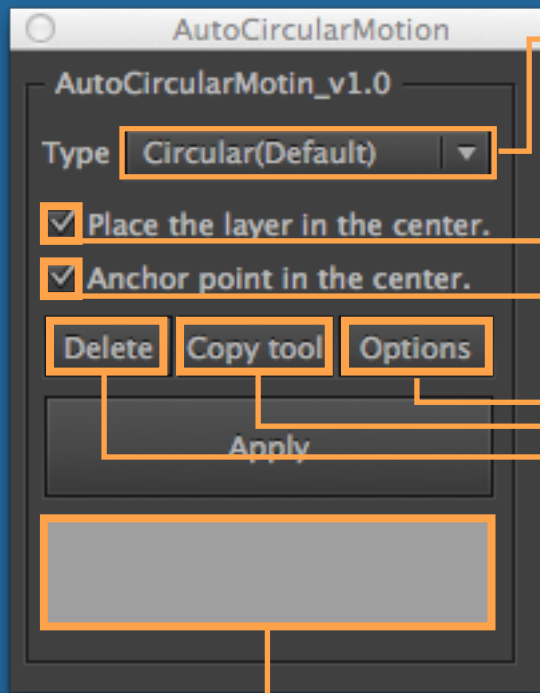 AutoCircularMotion
AutoCircularMotin_v1.0
Type Circular(Default)
Place the layer in the center.
Anchor point in the center.
Delete Copy tool Options
Apply